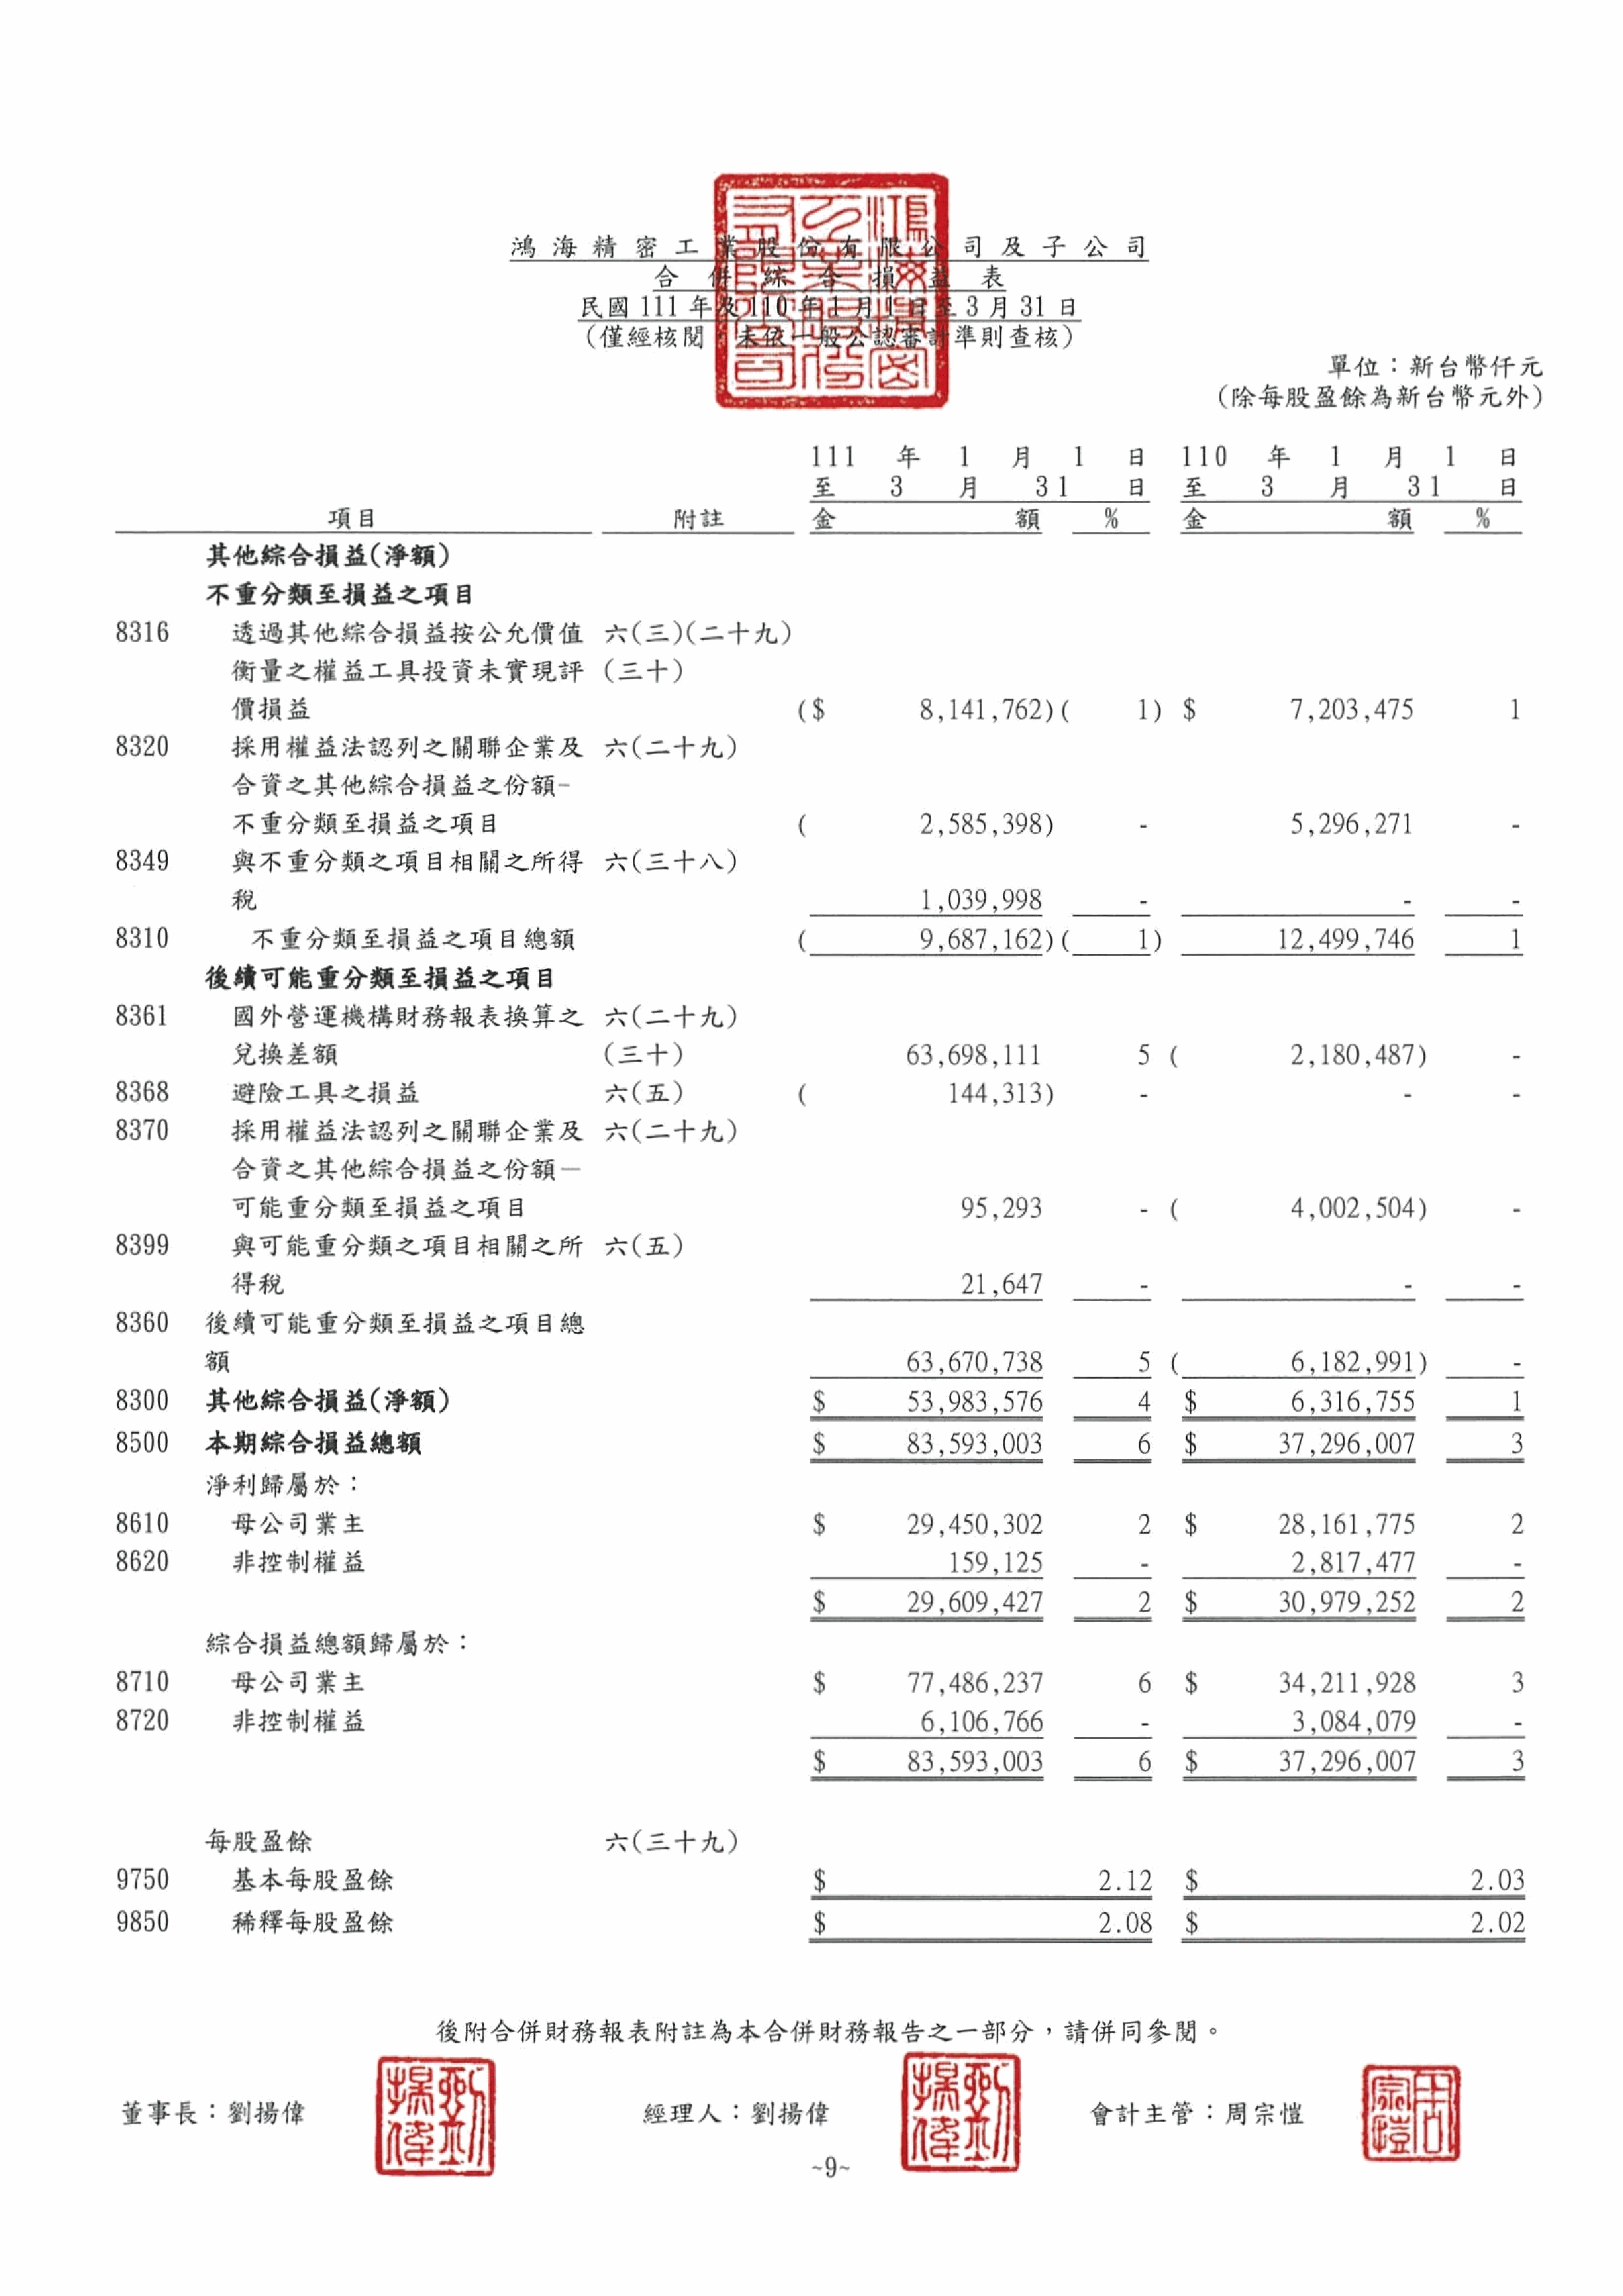 鴻海精密工業股份有限公司及子公司
合併綜合損益表
民國111年及110年1月1日至3月31日
(僅經核閱,未依一般公認審計準則查核)
單位:新台幣仟元
(除每股盈餘為新台幣元外)
111 年 1 月 1 日 110 年 1 月 1 日
至 3 月 31 日 至 3 月 31 日
項目 附註 金 額 % 金 額 %
其他綜合損益(淨額)
不重分類至損益之項目
8316 透過其他綜合損益按公允價值 六(三)(二十九)
衡量之權益工具投資未實現評 (三十)
價損益 ($ 8,141,762)( 1) $ 7,203,475 1
8320 採用權益法認列之關聯企業及 六(二十九)
合資之其他綜合損益之份額-
不重分類至損益之項目 ( 2,585,398) - 5,296,271 -
8349 與不重分類之項目相關之所得 六(三十八)
稅 1,039,998 - - -
8310 不重分類至損益之項目總額 ( 9,687,162)( 1) 12,499,746 1
後續可能重分類至損益之項目
8361 國外營運機構財務報表換算之 六(二十九)
兌換差額 (三十) 63,698,111 5 ( 2,180,487) -
8368 避險工具之損益 六(五) ( 144,313) - - -
8370 採用權益法認列之關聯企業及 六(二十九)
合資之其他綜合損益之份額-
可能重分類至損益之項目 95,293 - ( 4,002,504) -
8399 與可能重分類之項目相關之所 六(五)
得稅 21,647 - - -
8360 後續可能重分類至損益之項目總
額 63,670,738 5 ( 6,182,991) -
8300 其他綜合損益(淨額) $ 53,983,576 4 $ 6,316,755 1
8500 本期綜合損益總額 $ 83,593,003 6 $ 37,296,007 3
淨利歸屬於:
8610 母公司業主 $ 29,450,302 2 $ 28,161,775 2
8620 非控制權益 159,125 - 2,817,477 -
$ 29,609,427 2 $ 30,979,252 2
綜合損益總額歸屬於:
8710 母公司業主 $ 77,486,237 6 $ 34,211,928 3
8720 非控制權益 6,106,766 - 3,084,079 -
$ 83,593,003 6 $ 37,296,007 3
每股盈餘 六(三十九)
9750 基本每股盈餘 $ 2.12 $ 2.03
9850 稀釋每股盈餘 $ 2.08 $ 2.02
後附合併財務報表附註為本合併財務報告之一部分,請併同參閱。
董事長:劉揚偉 經理人:劉揚偉 會計主管:周宗愷
~9~